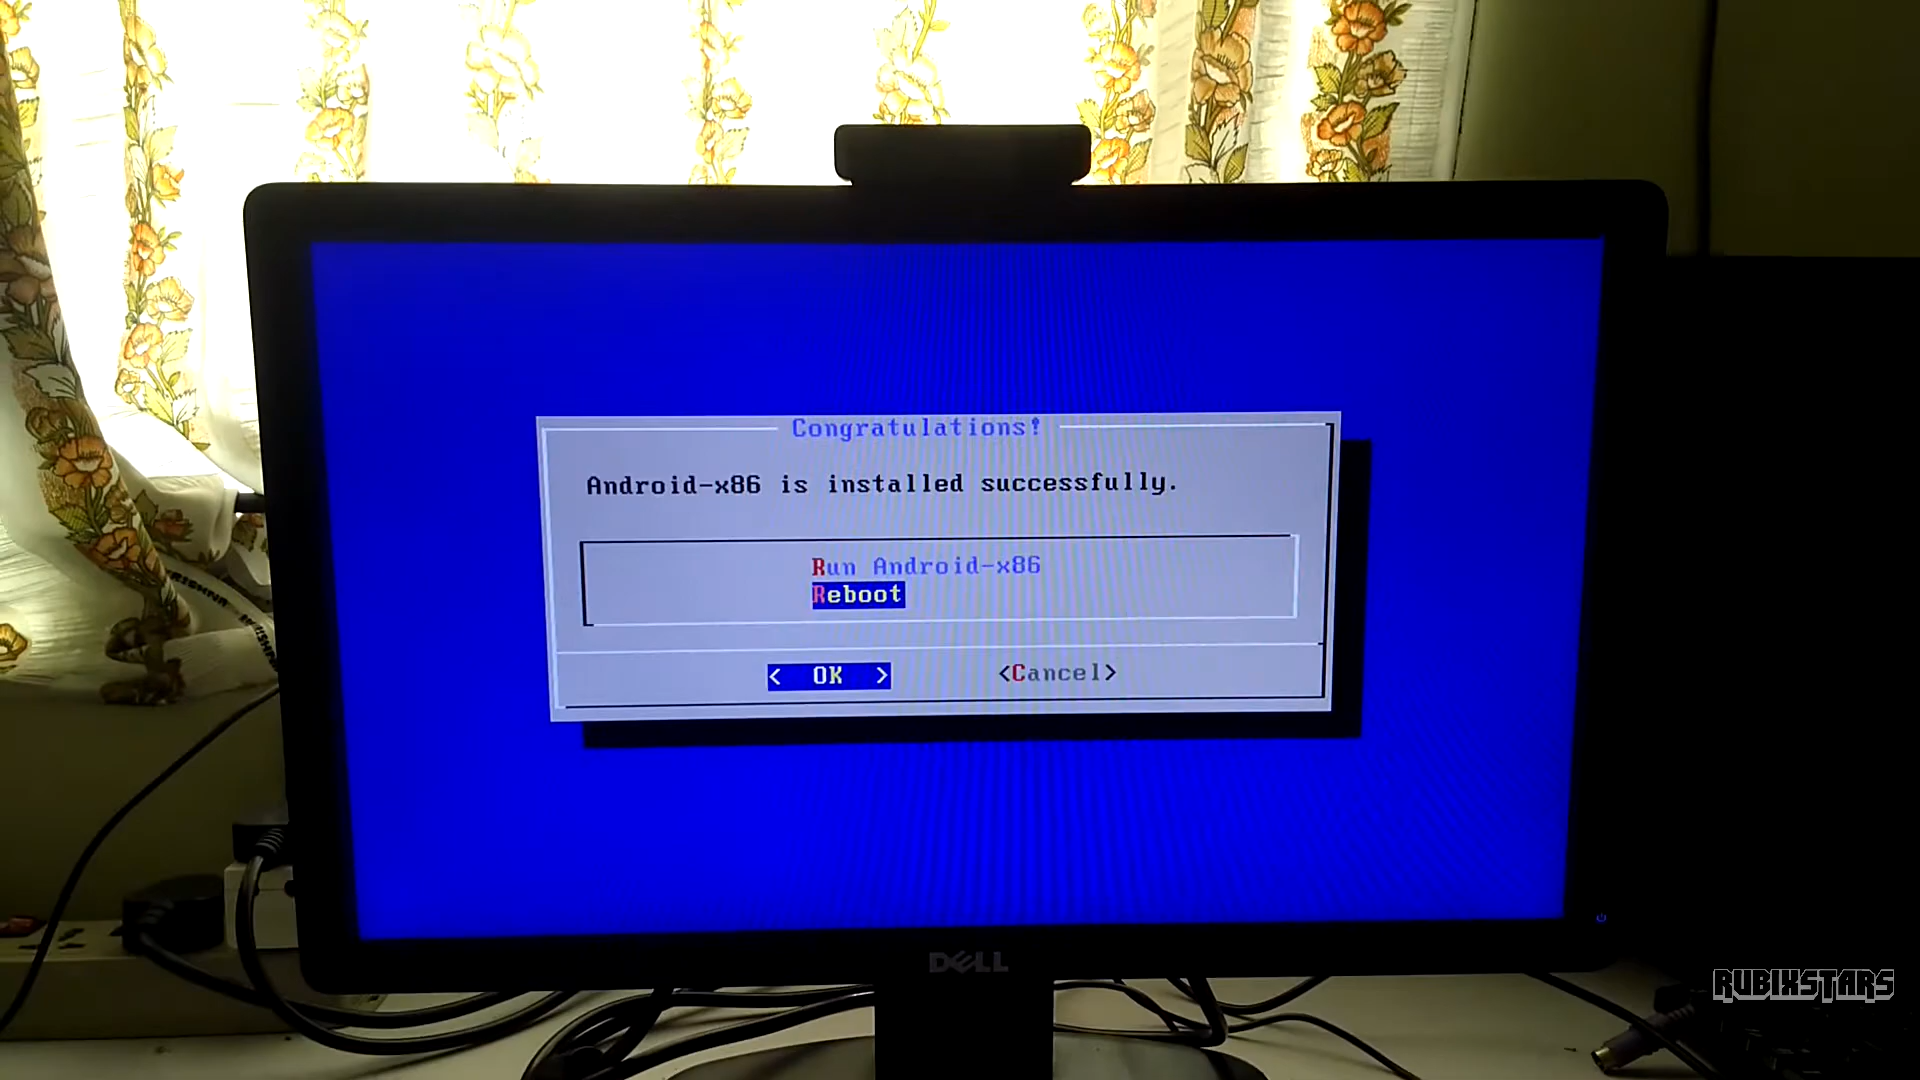 Congratulations!
Android-x86 is installed successfully.
Run Android-x86
Reboot
< OK >
<Cancel>
DELL
RUBIXSTARS